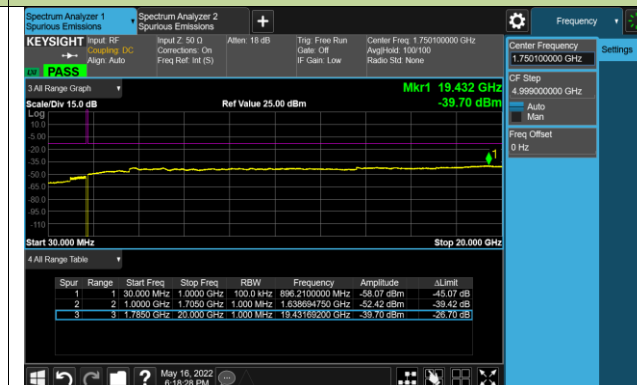 Spectrum Analyzer 1
Spurious Emissions
Spectrum Analyzer 2
Spurious Emissions
+
Frequency
KEYSIGHT
Input: RF
Coupling: DC
Align: Auto
Input Z: 50 Ω
Corrections: On
Freq Ref: Int (S)
Atten: 18 dB
Trig: Free Run
Gate: Off
IF Gain: Low
Center Freq: 1.750100000 GHz
Avg|Hold: 100/100
Radio Std: None
LW PASS
Center Frequency
1.750100000 GHz
Settings
CF Step
4.999000000 GHz
Auto
Man
Freq Offset
0 Hz
3 All Range Graph
Mkr1 19.432 GHz
Scale/Div 15.0 dB
Ref Value 25.00 dBm
-39.70 dBm
Log
10.0
-5.00
-20.0
-35.0
-50.0
-65.0
-80.0
-95.0
-110
1
Start 30.000 MHz
Stop 20.000 GHz
4 All Range Table
Spur Range Start Freq Stop Freq RBW Frequency Amplitude ΔLimit
1 1 30.000 MHz 1.0000 GHz 100.0 kHz 896.2100000 MHz -58.07 dBm -45.07 dB
2 2 1.0000 GHz 1.7050 GHz 1.000 MHz 1.638694750 GHz -52.42 dBm -39.42 dB
3 3 1.7850 GHz 20.000 GHz 1.000 MHz 19.43169200 GHz -39.70 dBm -26.70 dB
?
May 16, 2022
6:18:28 PM